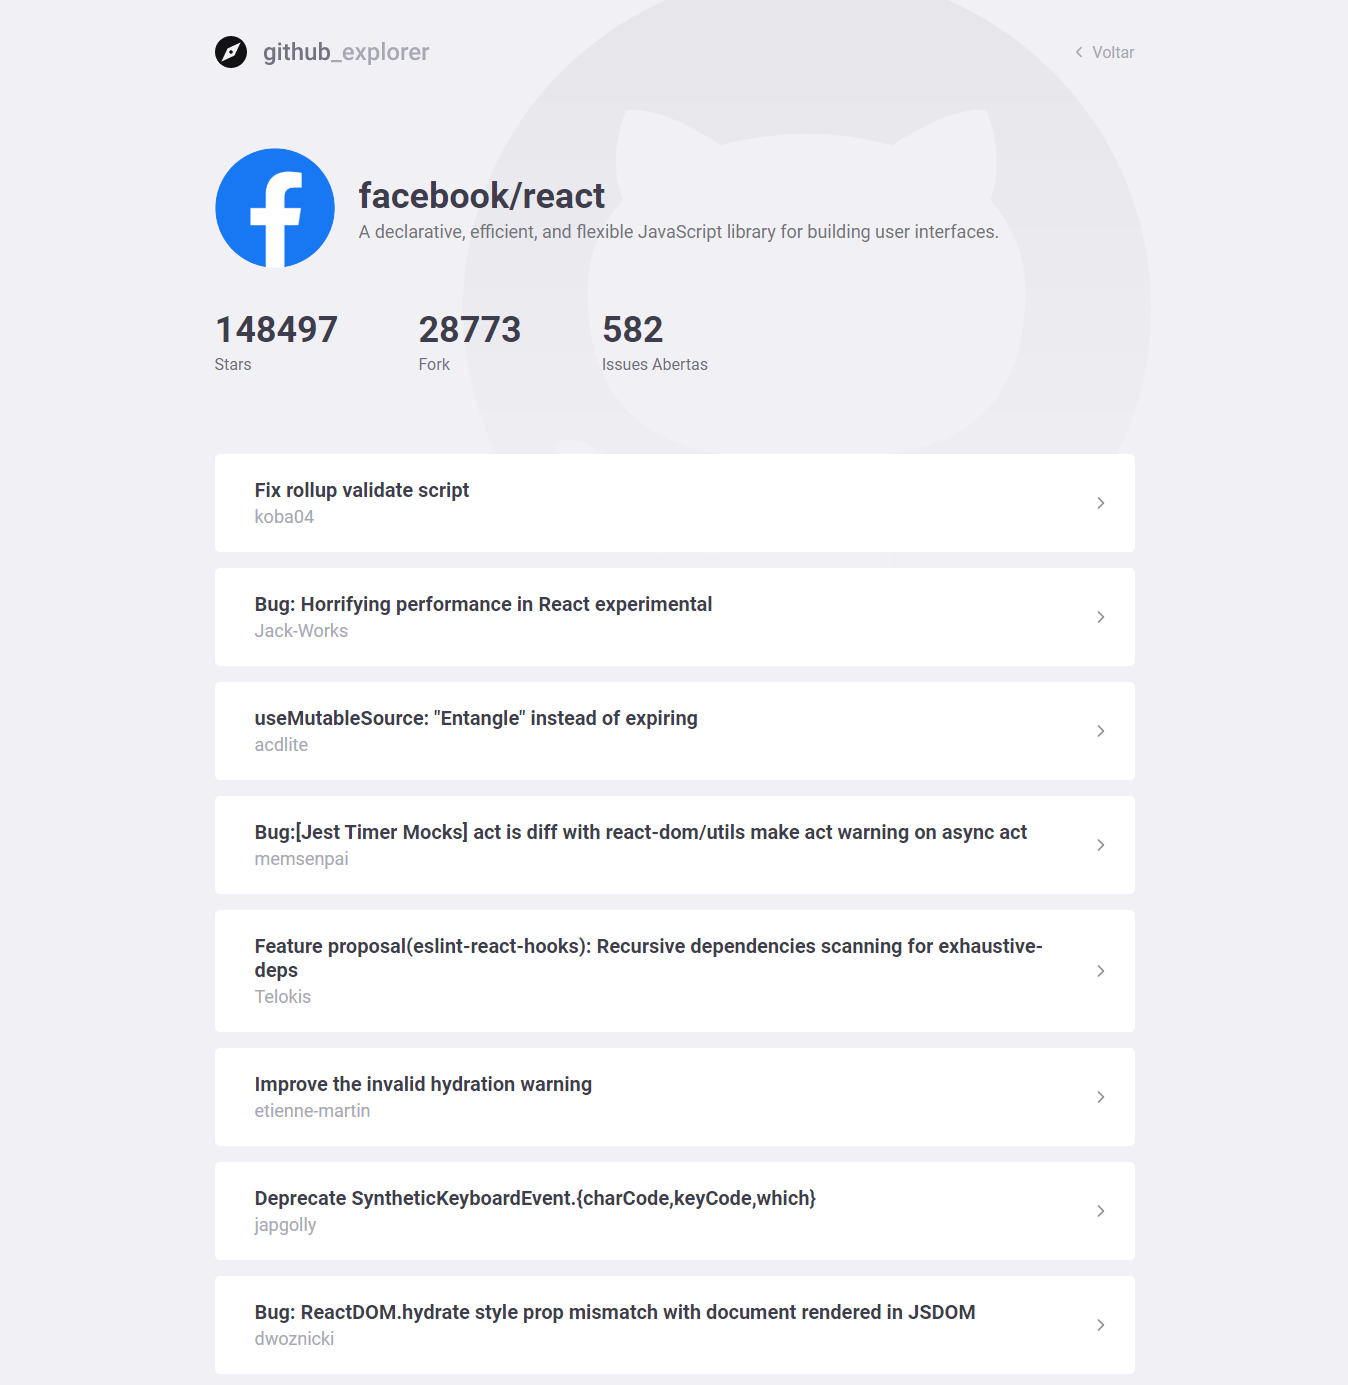 github_explorer
Voltar
facebook/react
A declarative, efficient, and flexible JavaScript library for building user interfaces.
148497 28773 582
Stars Fork Issues Abertas
Fix rollup validate script
koba04
Bug: Horrifying performance in React experimental
Jack-Works
useMutableSource: "Entangle" instead of expiring
acdlite
Bug:[Jest Timer Mocks] act is diff with react-dom/utils make act warning on async act
memsenpai
Feature proposal(eslint-react-hooks): Recursive dependencies scanning for exhaustive-
deps
Telokis
Improve the invalid hydration warning
etienne-martin
Deprecate SyntheticKeyboardEvent.{charCode,keyCode,which}
japgolly
Bug: ReactDOM.hydrate style prop mismatch with document rendered in JSDOM
dwoznicki